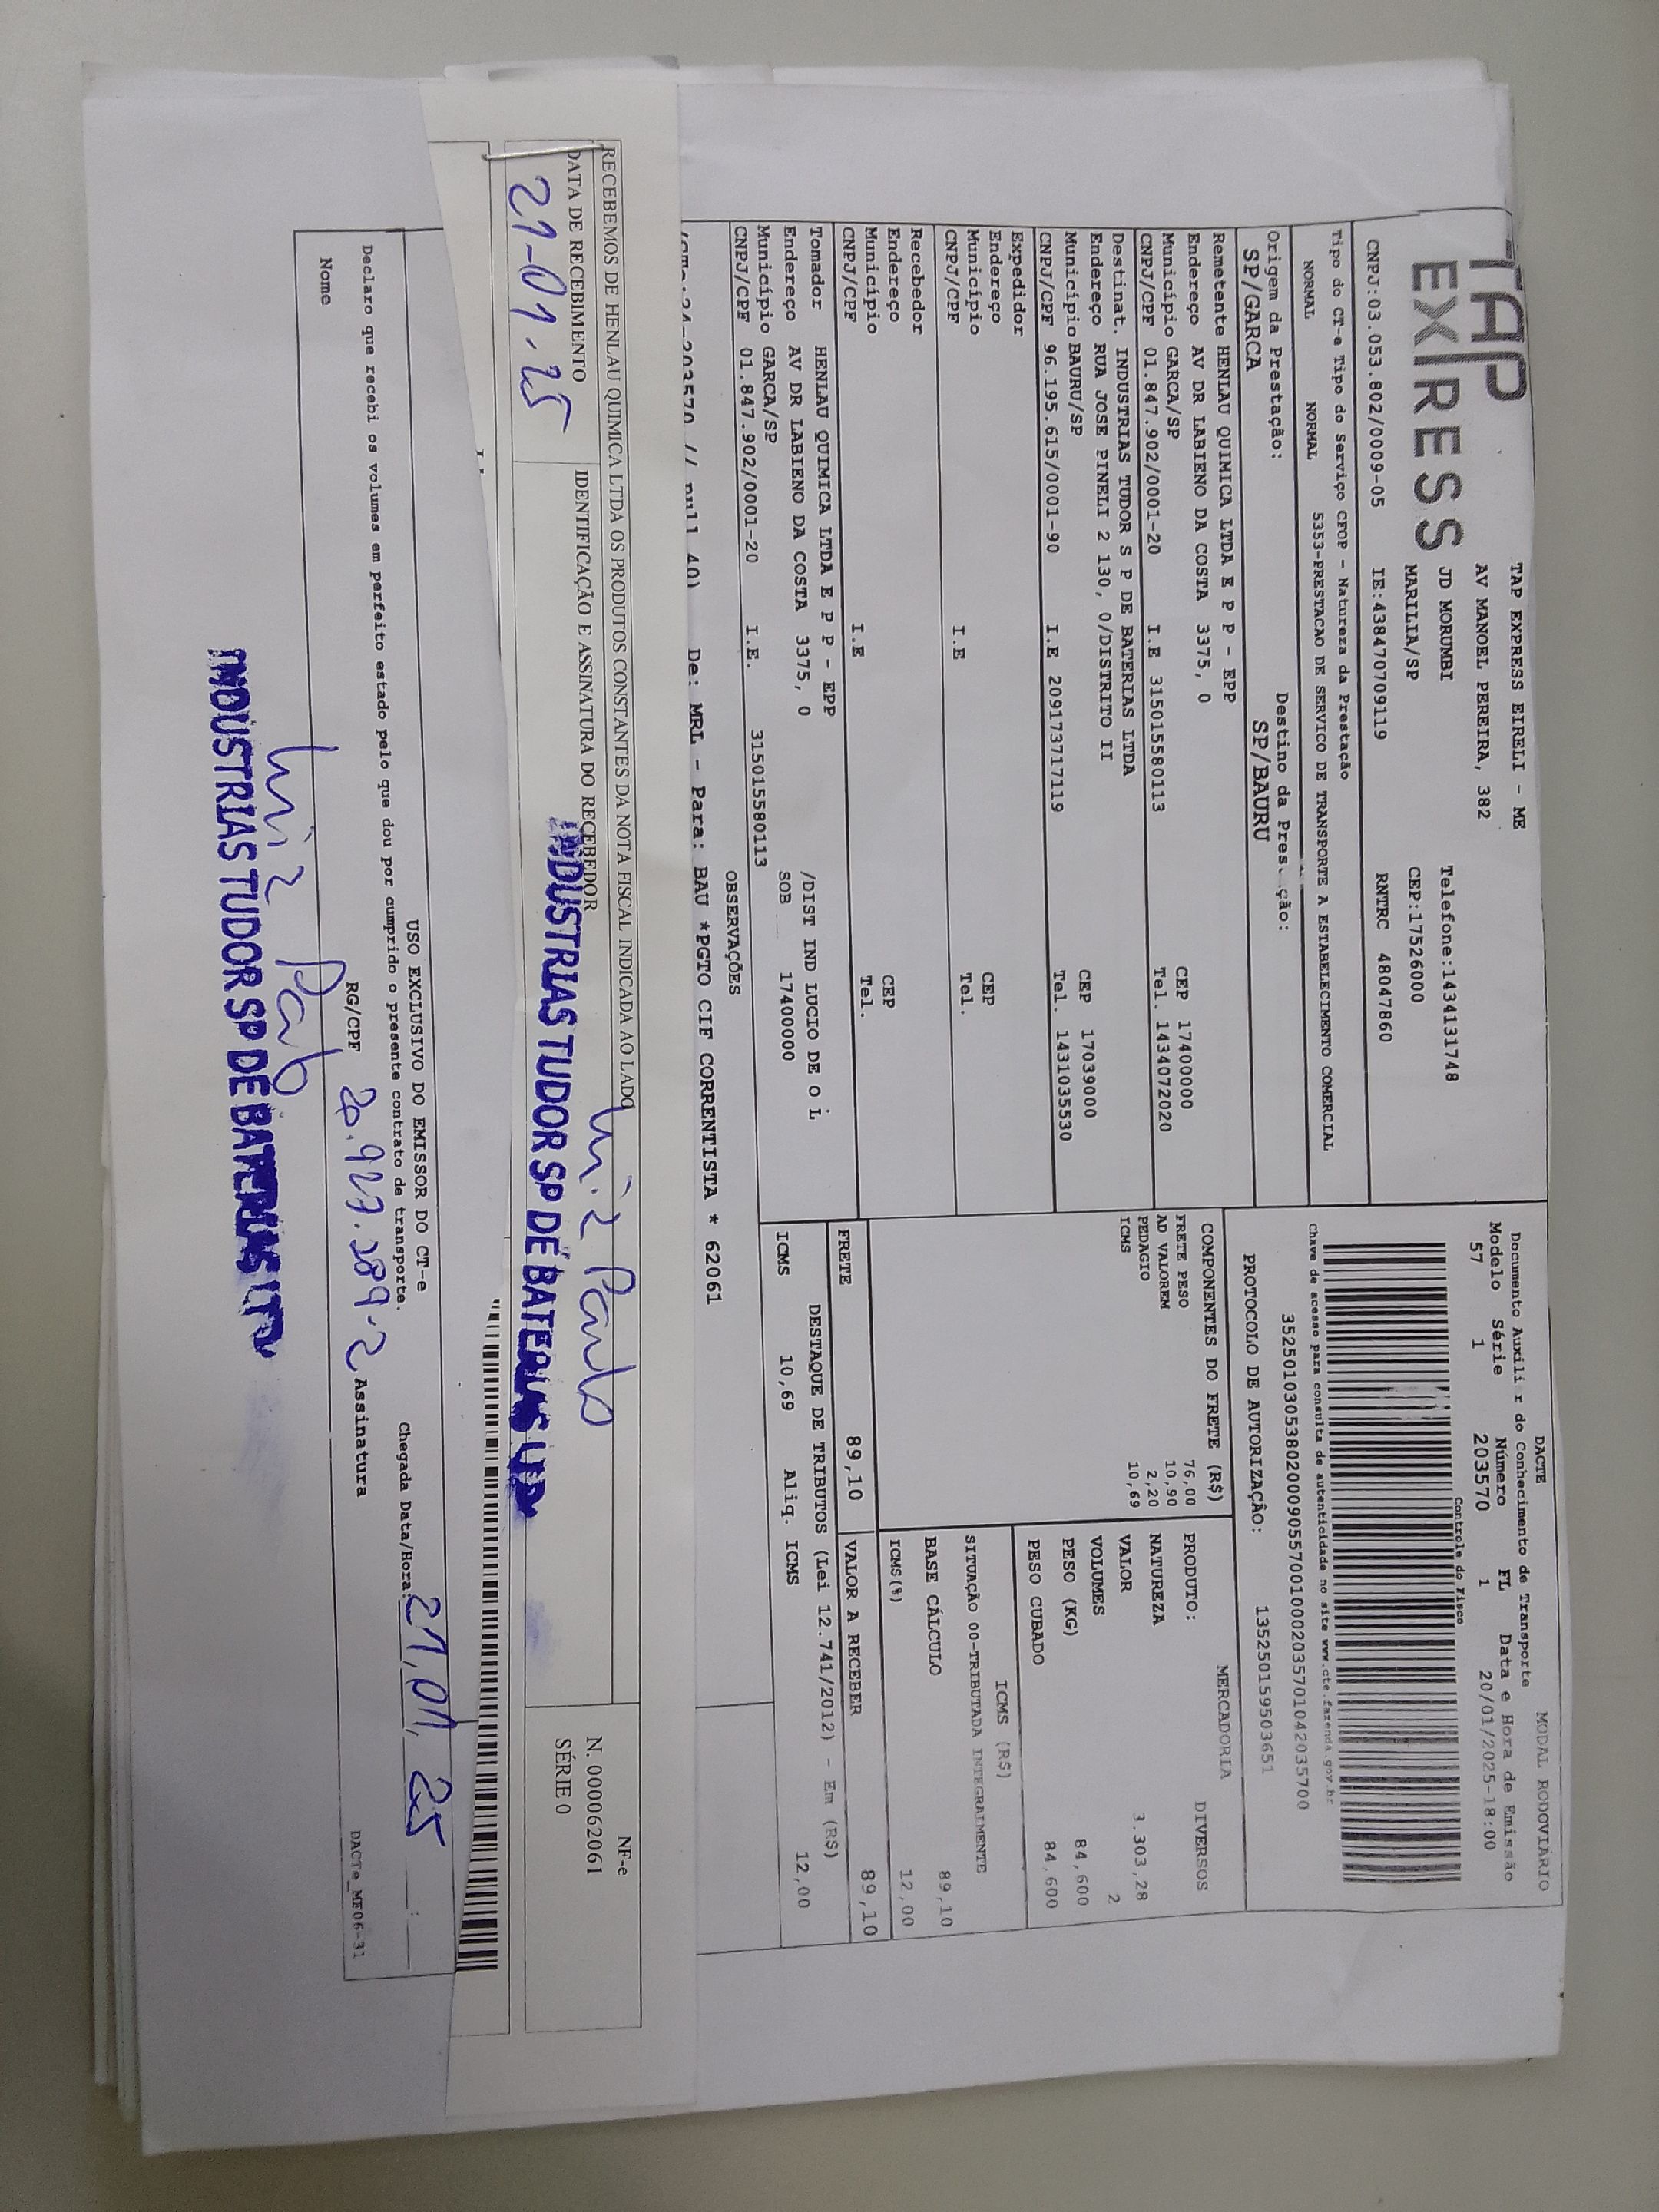 TAP
EXPRESS
TAP EXPRESS EIRELI - ME
AV MANOEL PEREIRA, 382
JD MORUMBI Telefone:1434131748
MARILIA/SP CEP:17526000
CNPJ:03.053.802/0009-05 IE:438470709119 RNTRC 48047860
Tipo do CT-e Tipo do Serviço CFOP - Natureza da Prestação
NORMAL NORMAL 5353-PRESTACAO DE SERVICO DE TRANSPORTE A ESTABELECIMENTO COMERCIAL
Origem da Prestação: Destino da Pres ção:
SP/GARCA SP/BAURU
Remetente HENLAU QUIMICA LTDA E P P - EPP
Endereço AV DR LABIENO DA COSTA 3375, 0 CEP 17400000
Município GARCA/SP Tel. 1434072020
CNPJ/CPF 01.847.902/0001-20 I.E 315015580113
Destinat. INDUSTRIAS TUDOR S P DE BATERIAS LTDA
Endereço RUA JOSE PINELI 2 130, 0/DISTRITO II CEP 17039000
Município BAURU/SP Tel. 1431035530
CNPJ/CPF 96.195.615/0001-90 I.E 209173717119
Expedidor
Endereço CEP
Município Tel.
CNPJ/CPF I.E
Recebedor
Endereço CEP
Município Tel.
CNPJ/CPF I.E
Tomador HENLAU QUIMICA LTDA E P P - EPP /DIST IND LUCIO DE O L
Endereço AV DR LABIENO DA COSTA 3375, 0 SOB 17400000
Município GARCA/SP
CNPJ/CPF 01.847.902/0001-20 I.E. 315015580113
OBSERVAÇÕES
De: MRL - Para: BAU *PGTO CIF CORRENTISTA * 62061
DACTE MODAL RODOVIÁRIO
Documento Auxili r do Conhecimento de Transporte
Modelo Série Número FL Data e Hora de Emissão
57 1 203570 1 20/01/2025-18:00
Controle do Fisco
Chave de acesso para consulta de autenticidade no site www.cte.fazenda.gov.br
35250103053802000905570010002035701042035700
PROTOCOLO DE AUTORIZAÇÃO: 135250159503651
COMPONENTES DO FRETE (R$)
FRETE PESO 76,00
AD VALOREM 10,90
PEDAGIO 2,20
ICMS 10,69
MERCADORIA
PRODUTO: DIVERSOS
NATUREZA
VALOR 3.303,28
VOLUMES 2
PESO (KG) 84,600
PESO CUBADO 84,600
ICMS (R$)
SITUAÇÃO 00-TRIBUTADA INTEGRALMENTE
BASE CÁLCULO 89,10
ICMS(%) 12,00
FRETE 89,10 VALOR A RECEBER 89,10
DESTAQUE DE TRIBUTOS (Lei 12.741/2012) - Em (R$)
ICMS 10,69 Aliq. ICMS 12,00
RECEBEMOS DE HENLAU QUIMICA LTDA OS PRODUTOS CONSTANTES DA NOTA FISCAL INDICADA AO LADO
DATA DE RECEBIMENTO IDENTIFICAÇÃO E ASSINATURA DO RECEBEDOR
21-01.25
Luiz Paulo
INDUSTRIAS TUDOR SP DE BATERIAS LTDA
NF-e
N. 000062061
SÉRIE 0
USO EXCLUSIVO DO EMISSOR DO CT-e
Declaro que recebi os volumes em perfeito estado pelo que dou por cumprido o presente contrato de transporte.
Chegada Data/Hora: 21, 01, 25 :
Nome RG/CPF 20.927.289-2 Assinatura
DACTe_MF06-31
INDUSTRIAS TUDOR SP DE BATERIAS LTDA